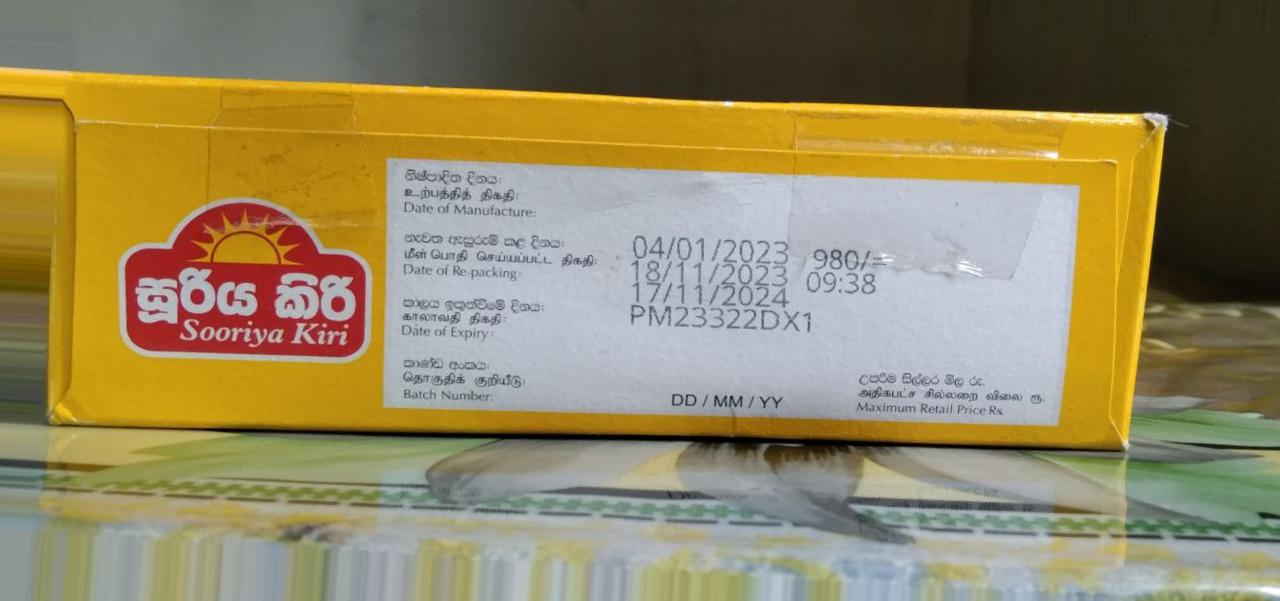 සූරිය කිරි
Sooriya Kiri
නිෂ්පාදිත දිනය:
உற்பத்தித் திகதி:
Date of Manufacture:
නැවත ඇසුරුම් කළ දිනය:
மீள் பொதி செய்யப்பட்ட திகதி:
Date of Re-packing:
කාලය ඉකුත්වීමේ දිනය:
காலாவதி திகதி:
Date of Expiry:
කාණ්ඩ අංකය:
தொகுதிக் குறியீடு:
Batch Number:
04/01/2023 980/=
18/11/2023 09:38
17/11/2024
PM23322DX1
DD / MM / YY
උපරිම සිල්ලර මිල රු.
அதிகபட்ச சில்லறை விலை ரூ.
Maximum Retail Price Rs.